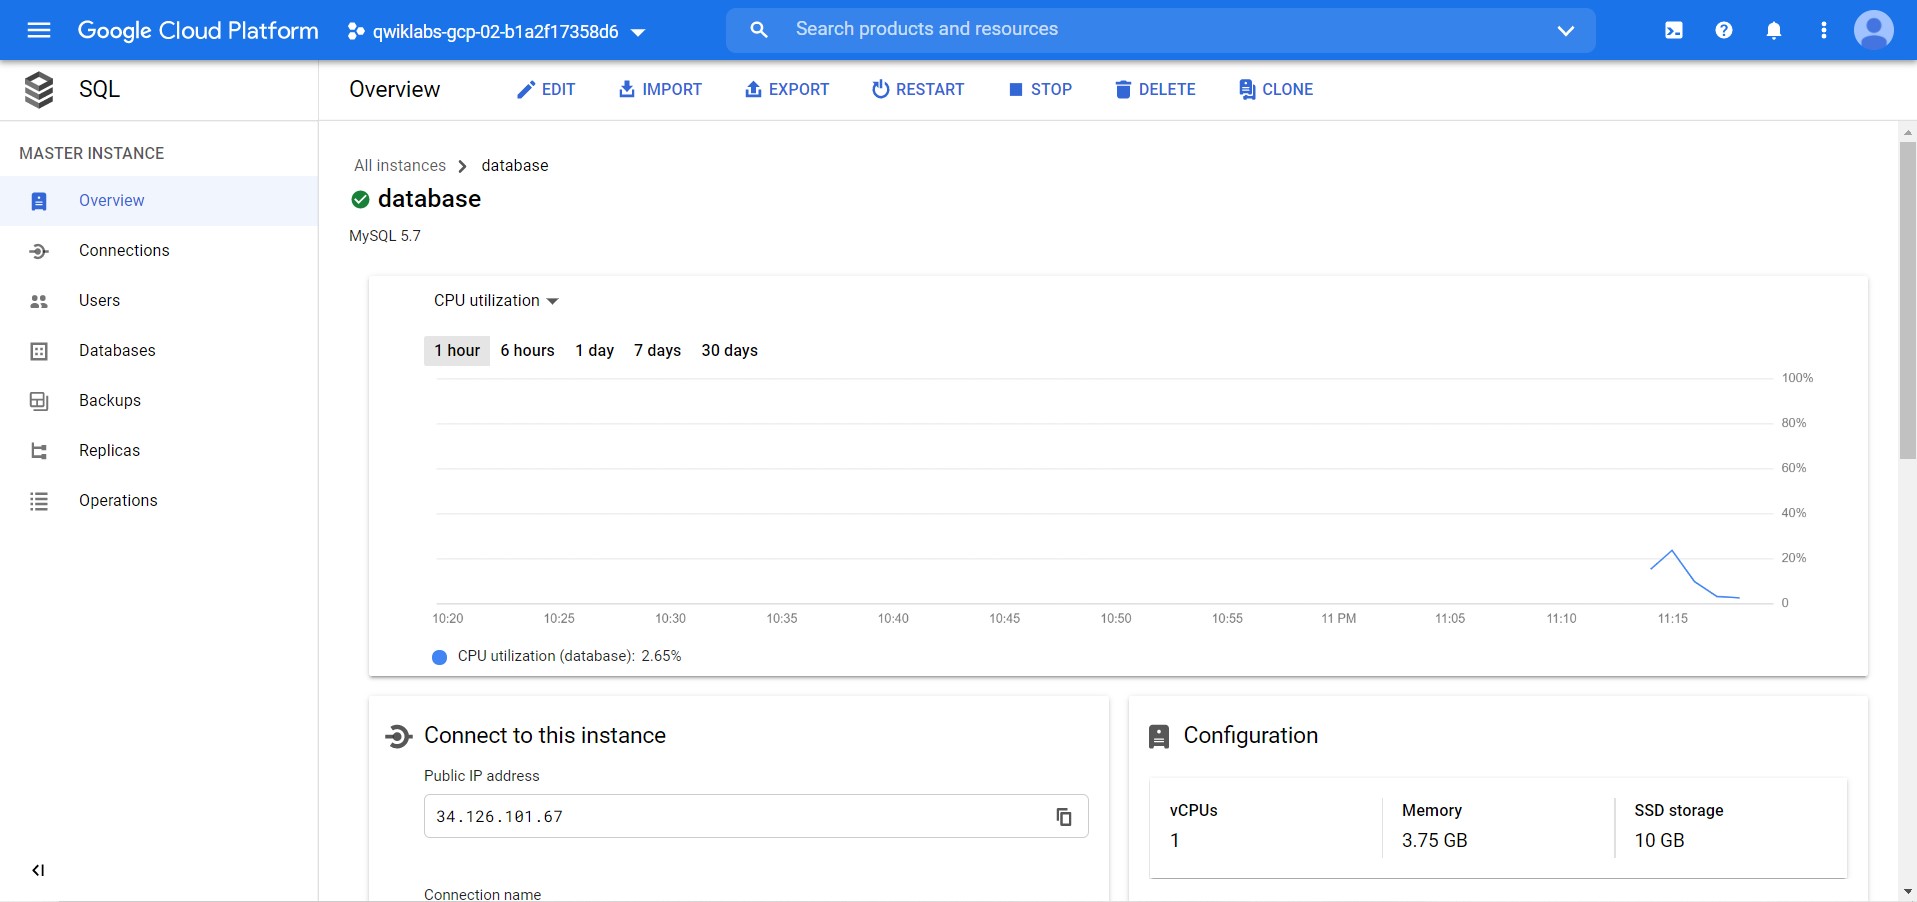 Google Cloud Platform
qwiklabs-gcp-02-b1a2f17358d6
Search products and resources
SQL
Overview
EDIT
IMPORT
EXPORT
RESTART
STOP
DELETE
CLONE
MASTER INSTANCE
Overview
Connections
Users
Databases
Backups
Replicas
Operations
All instances
database
database
MySQL 5.7
CPU utilization
1 hour 6 hours 1 day 7 days 30 days
100%
80%
60%
40%
20%
0
10:20 10:25 10:30 10:35 10:40 10:45 10:50 10:55 11 PM 11:05 11:10 11:15
CPU utilization (database): 2.65%
Connect to this instance
Public IP address
34.126.101.67
Connection name
Configuration
vCPUs
1
Memory
3.75 GB
SSD storage
10 GB